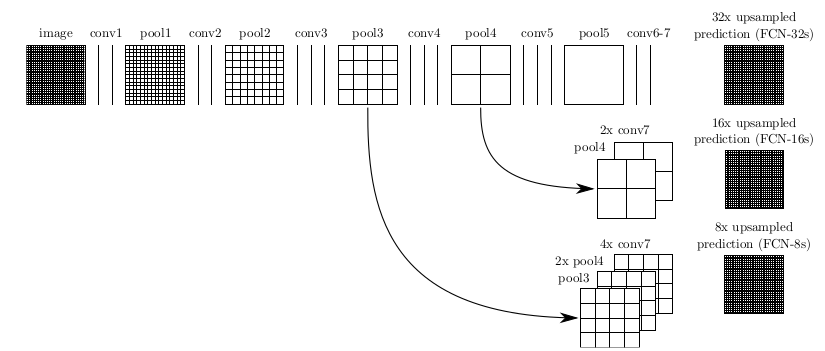 image conv1 pool1 conv2 pool2 conv3 pool3 conv4 pool4 conv5 pool5 conv6-7
32x upsampled
prediction (FCN-32s)
2x conv7
pool4
16x upsampled
prediction (FCN-16s)
4x conv7
2x pool4
pool3
8x upsampled
prediction (FCN-8s)